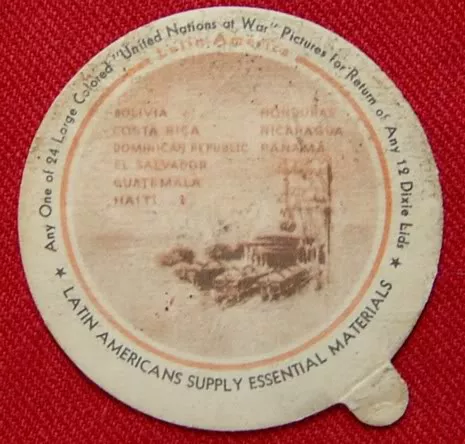 Any One of 24 Large Colored "United Nations at War" Pictures for Return of Any 12 Dixie Lids
Latin America
BOLIVIA
COSTA RICA
DOMINICAN REPUBLIC
EL SALVADOR
GUATEMALA
HAITI
HONDURAS
NICARAGUA
PANAMA
★ LATIN AMERICANS SUPPLY ESSENTIAL MATERIALS ★